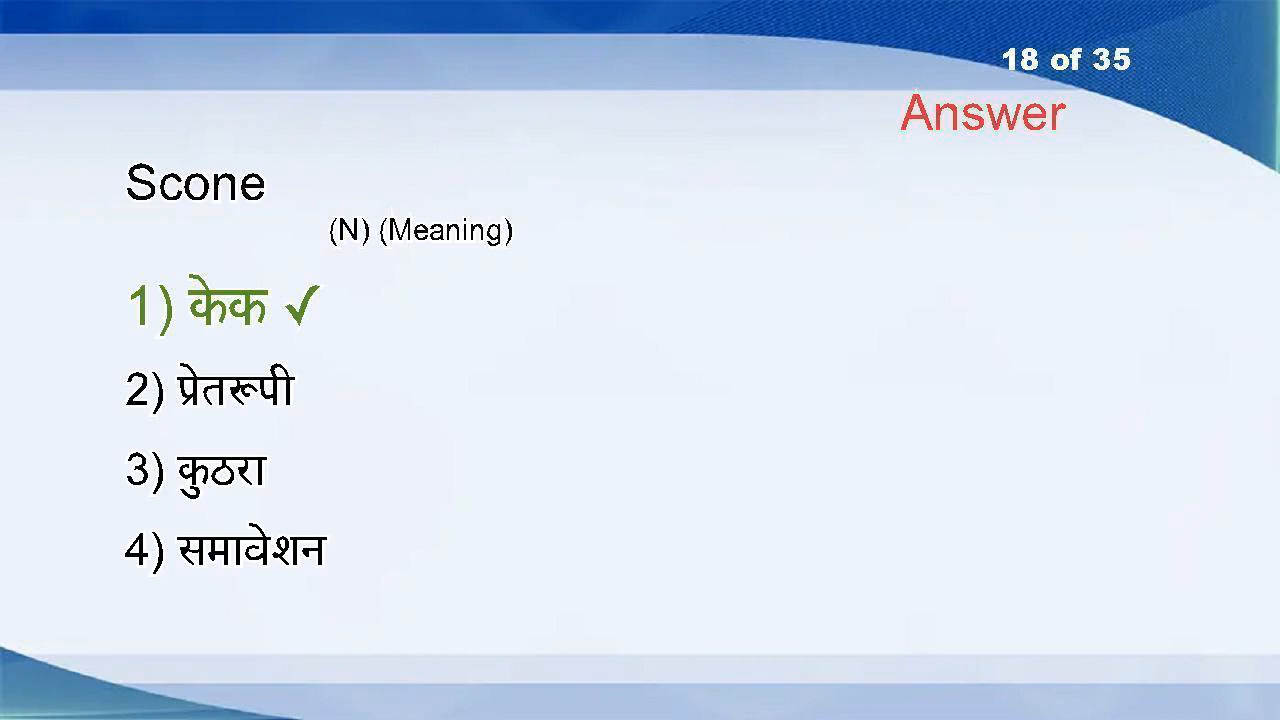 18 of 35
Answer
Scone
(N) (Meaning)
1) केक ✓
2) प्रेतरूपी
3) कुठरा
4) समावेशन